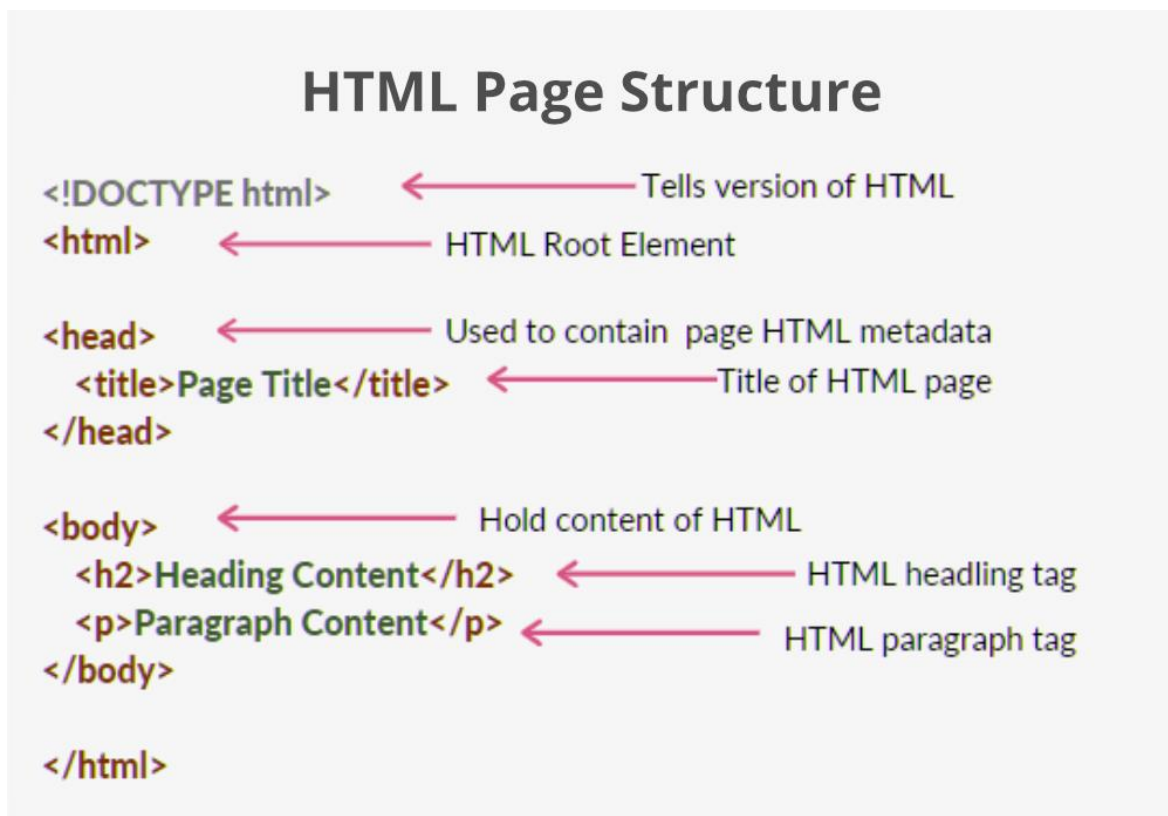 HTML Page Structure
<!DOCTYPE html> Tells version of HTML
<html> HTML Root Element
<head> Used to contain page HTML metadata
<title>Page Title</title> Title of HTML page
</head>
<body> Hold content of HTML
<h2>Heading Content</h2> HTML headling tag
<p>Paragraph Content</p> HTML paragraph tag
</body>
</html>